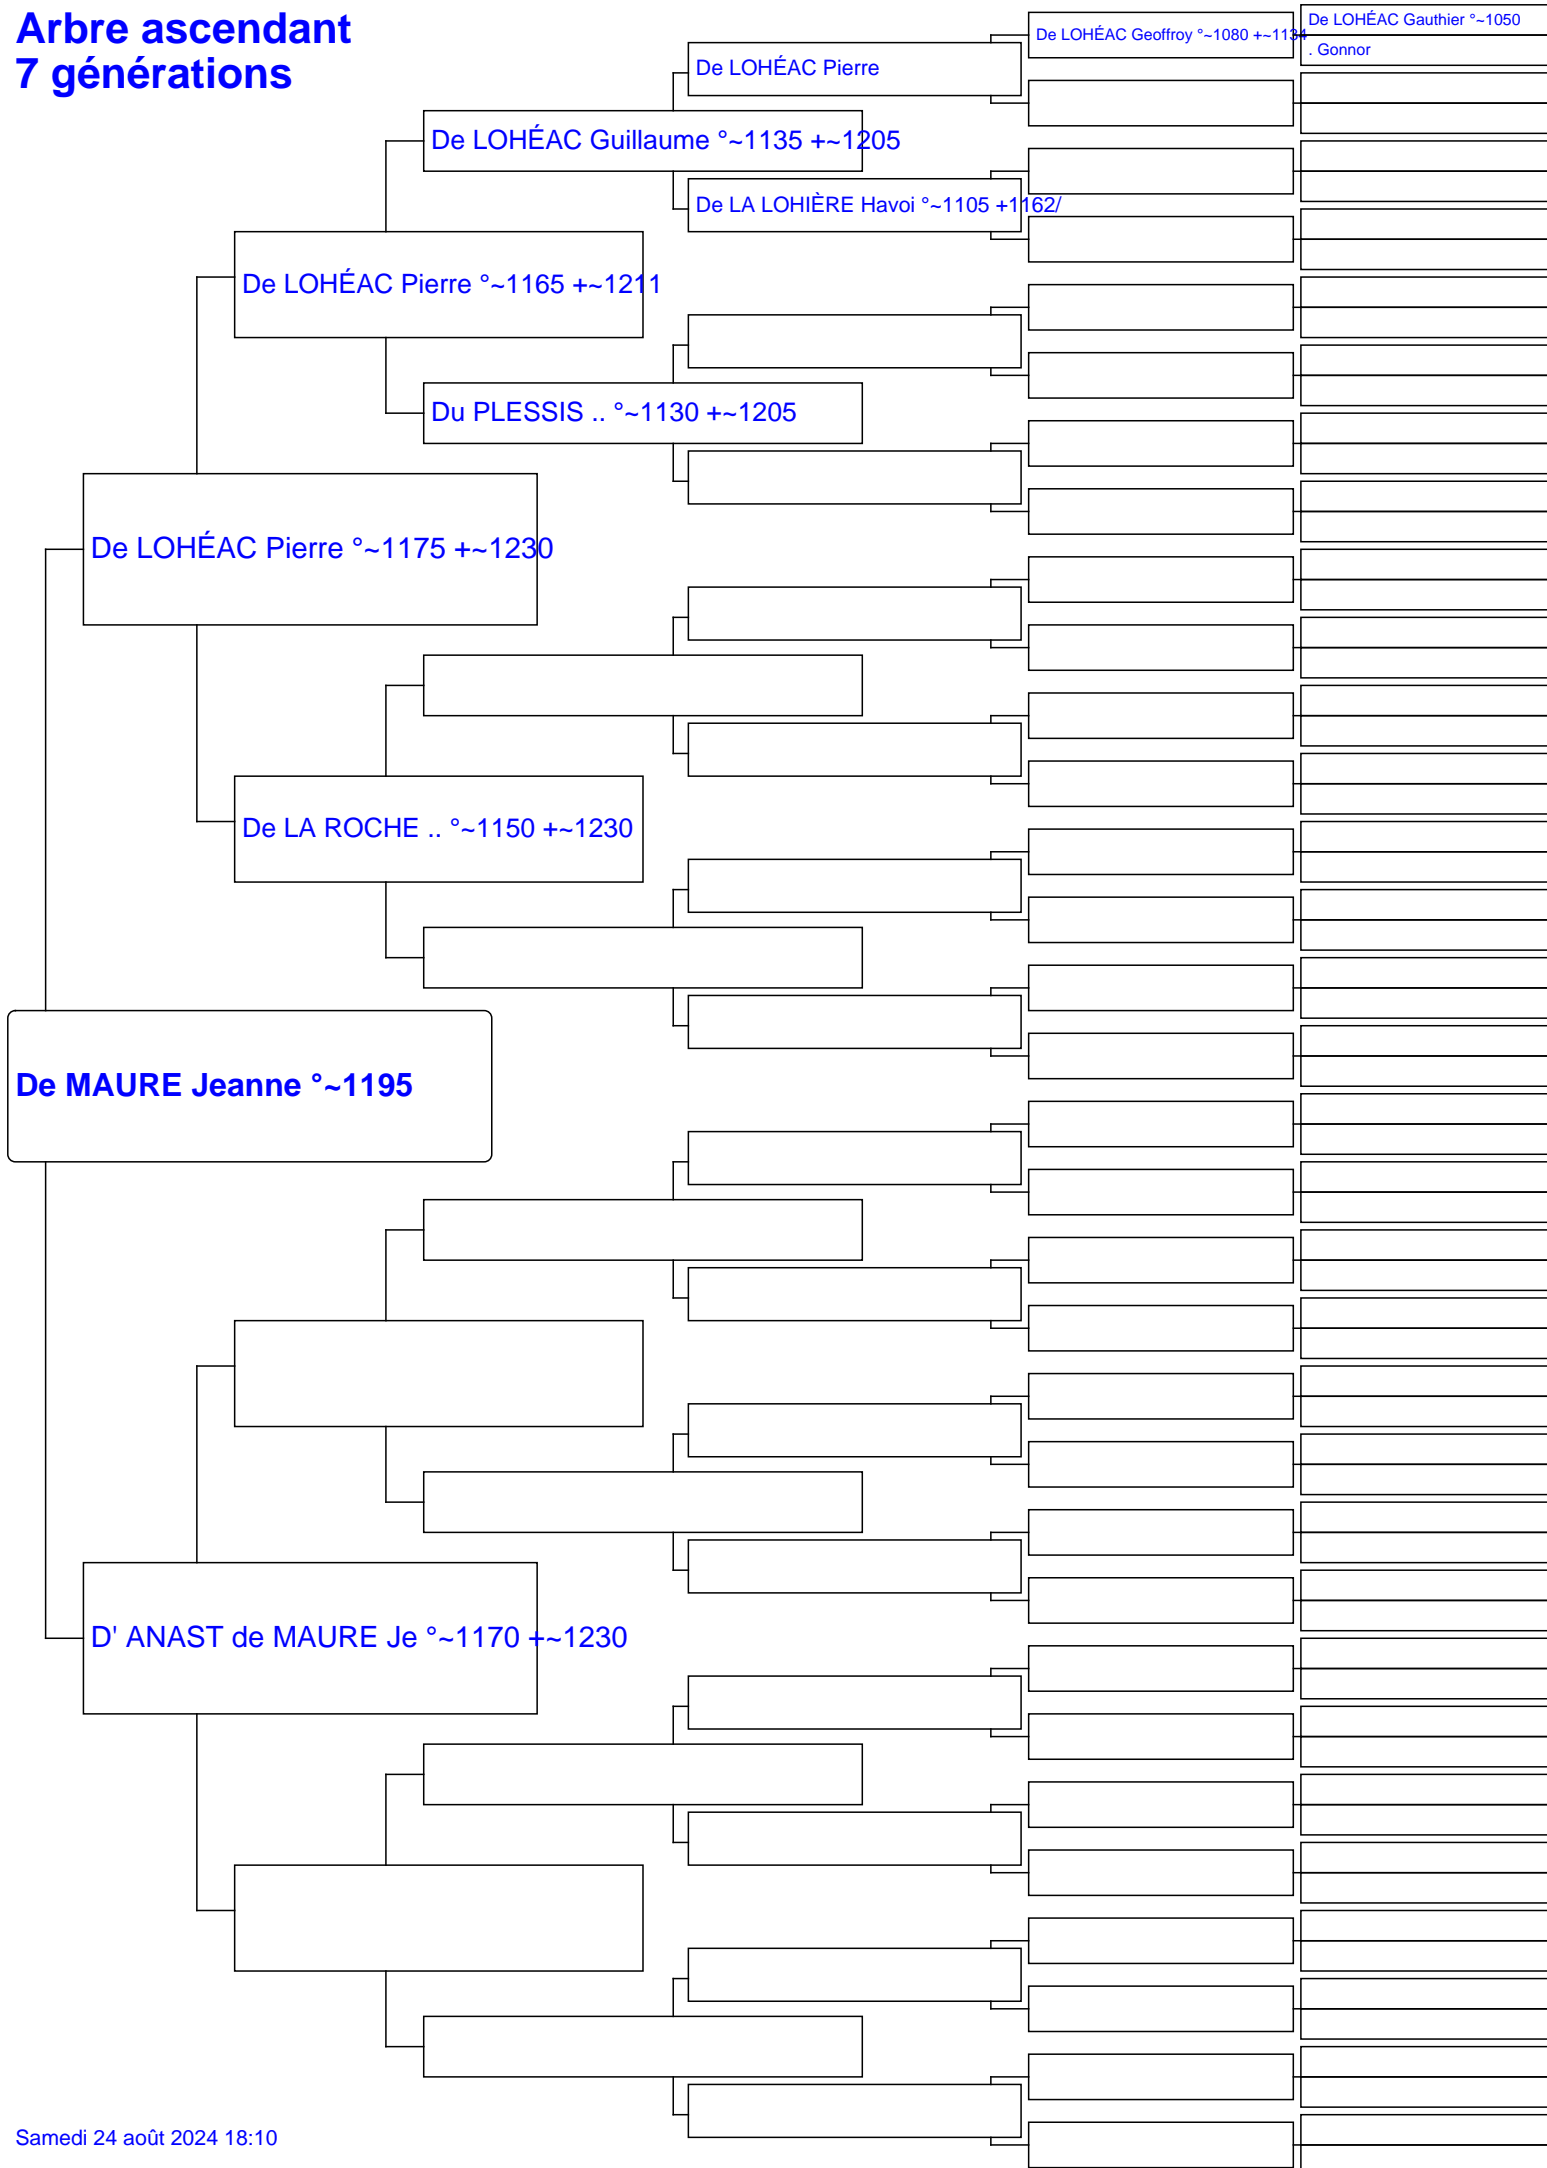 Arbre ascendant
7 générations
De LOHÉAC Gauthier °~1050
De LOHÉAC Geoffroy °~1080 +~1134
. Gonnor
De LOHÉAC Pierre
De LOHÉAC Guillaume °~1135 +~1205
De LA LOHIÈRE Havoi °~1105 +1162/
De LOHÉAC Pierre °~1165 +~1211
Du PLESSIS .. °~1130 +~1205
De LOHÉAC Pierre °~1175 +~1230
De LA ROCHE .. °~1150 +~1230
De MAURE Jeanne °~1195
D' ANAST de MAURE Je °~1170 +~1230
Samedi 24 août 2024 18:10